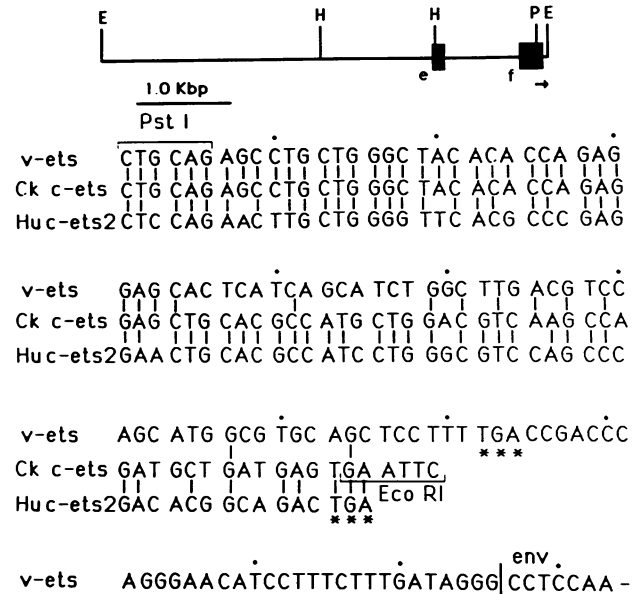 E H H P E
e f →
1.0 Kbp
Pst I
v-ets CTG CAG AGC CTG CTG GGC TAC ACA CCA GAG
Ck c-ets CTG CAG AGC CTG CTG GGC TAC ACA CCA GAG
Hu c-ets2 CTC CAG AAC TTG CTG GGG TTC ACG CCC GAG
v-ets GAG CAC TCA TCA GCA TCT GGC TTG ACG TCC
Ck c-ets GAG CTG CAC GCC ATG CTG GAC GTC AAG CCA
Hu c-ets2 GAA CTG CAC GCC ATC CTG GGC GTC CAG CCC
v-ets AGC ATG GCG TGC AGC TCC TTT TGA CCGACCC
***
Ck c-ets GAT GCT GAT GAG TGA ATTC
Hu c-ets2 GAC ACG GCA GAC TGA Eco RI
***
env
v-ets AGGGAACATCCTTTCTTTGATAGGG|CCTCCAA -